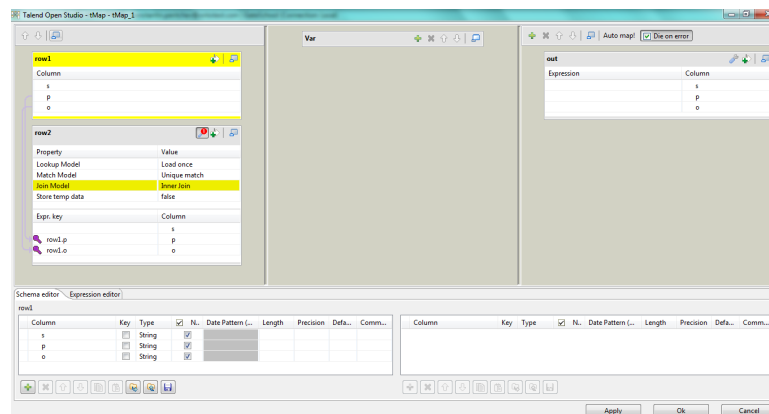 Talend Open Studio - tMap - tMap_1
Var
Auto map!
Die on error
row1
Column
s
p
o
row2
Property Value
Lookup Model Load once
Match Model Unique match
Join Model Inner Join
Store temp data false
Expr. key Column
s
row1.p p
row1.o o
out
Expression Column
s
p
o
Schema editor Expression editor
row1
Column Key Type N.. Date Pattern (... Length Precision Defa... Comm...
s String
p String
o String
Column Key Type N.. Date Pattern (... Length Precision Defa... Comm...
Apply Ok Cancel